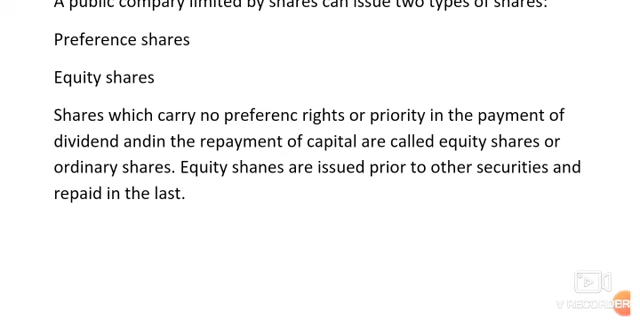 A public company limited by shares can issue two types of shares:
Preference shares
Equity shares
Shares which carry no preferenc rights or priority in the payment of
dividend andin the repayment of capital are called equity shares or
ordinary shares. Equity shanes are issued prior to other securities and
repaid in the last.
V RECORDER